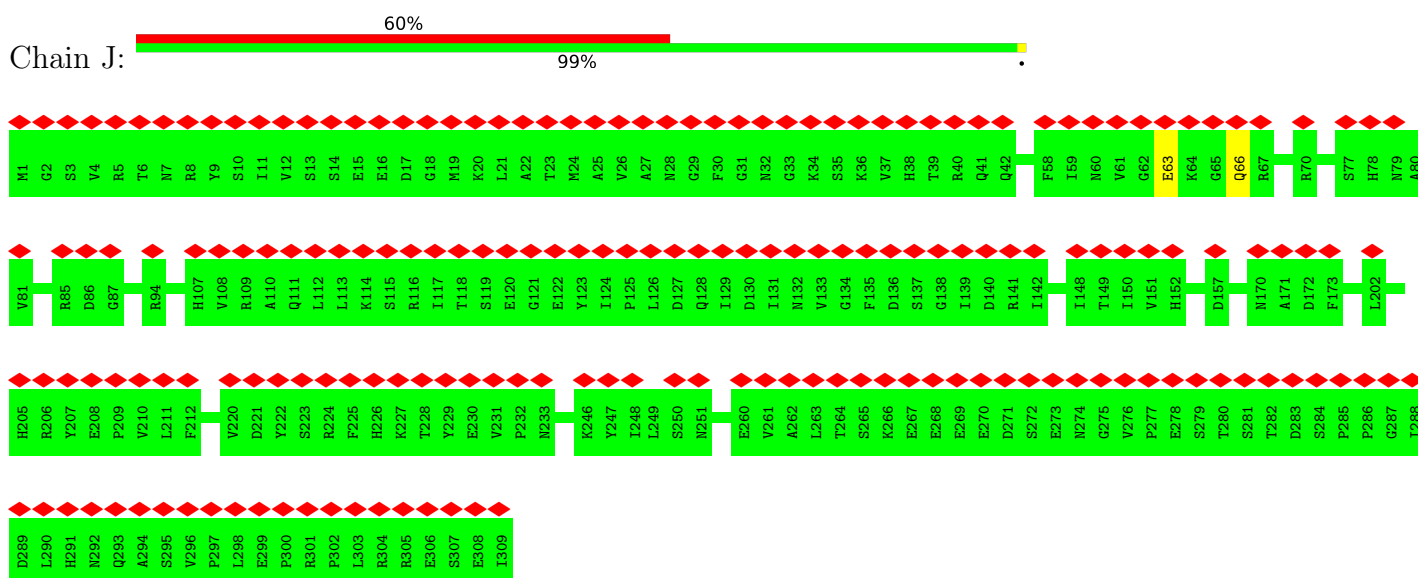 60%
Chain J:
99%
.
M1 G2 S3 V4 R5 T6 N7 R8 Y9 S10 I11 V12 S13 S14 E15 E16 D17 G18 M19 K20 L21 A22 T23 M24 A25 V26 A27 N28 G29 F30 G31 N32 G33 K34 S35 K36 V37 H38 T39 R40 Q41 Q42 F58 I59 N60 V61 G62 E63 K64 G65 Q66 R67 R70 S77 H78 N79 A80
V81 R85 D86 G87 R94 H107 V108 R109 A110 Q111 L112 L113 K114 S115 R116 I117 T118 S119 E120 G121 E122 Y123 I124 P125 L126 D127 Q128 I129 D130 I131 N132 V133 G134 F135 D136 S137 G138 I139 D140 R141 I142 I148 T149 I150 V151 H152 D157 N170 A171 D172 F173 L202
H205 R206 Y207 E208 P209 V210 L211 F212 V220 D221 Y222 S223 R224 F225 H226 K227 T228 Y229 E230 V231 P232 N233 K246 Y247 I248 L249 S250 N251 E260 V261 A262 L263 T264 S265 K266 E267 E268 E269 E270 D271 S272 E273 N274 G275 V276 P277 E278 S279 T280 S281 T282 D283 S284 P285 P286 G287 I288
D289 L290 H291 N292 Q293 A294 S295 V296 P297 L298 E299 P300 R301 P302 L303 R304 R305 E306 S307 E308 I309